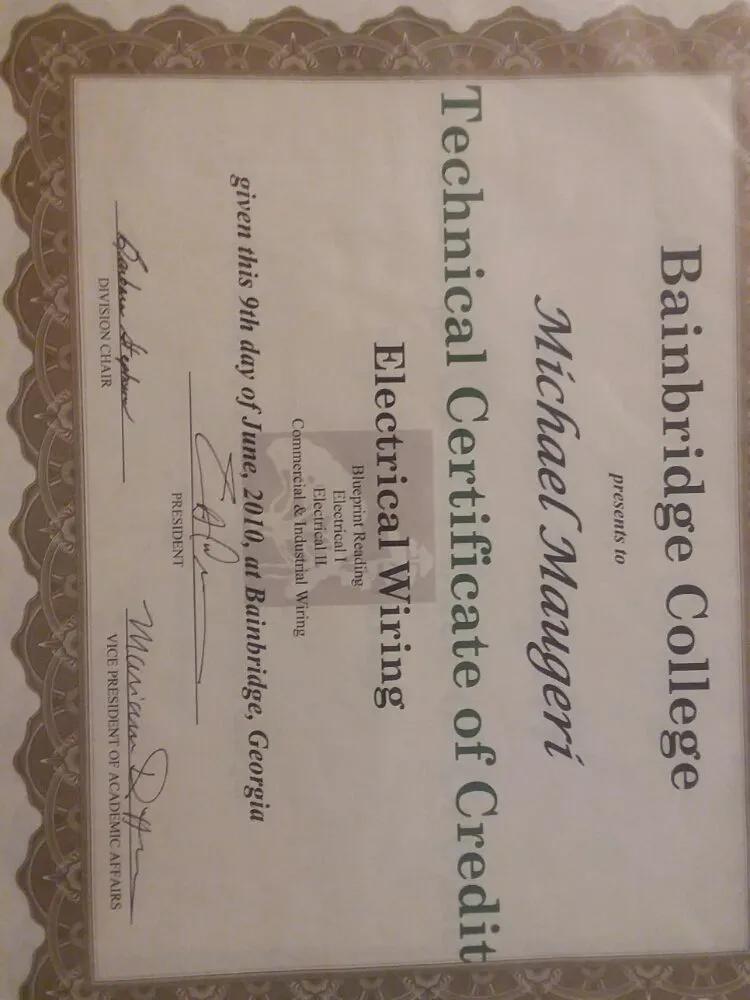 Bainbridge College
presents to
Michael Maugeri
Technical Certificate of Credit
Electrical Wiring
Blueprint Reading
Electrical I
Electrical II
Commercial & Industrial Wiring
given this 9th day of June, 2010, at Bainbridge, Georgia
PRESIDENT
DIVISION CHAIR
VICE PRESIDENT OF ACADEMIC AFFAIRS